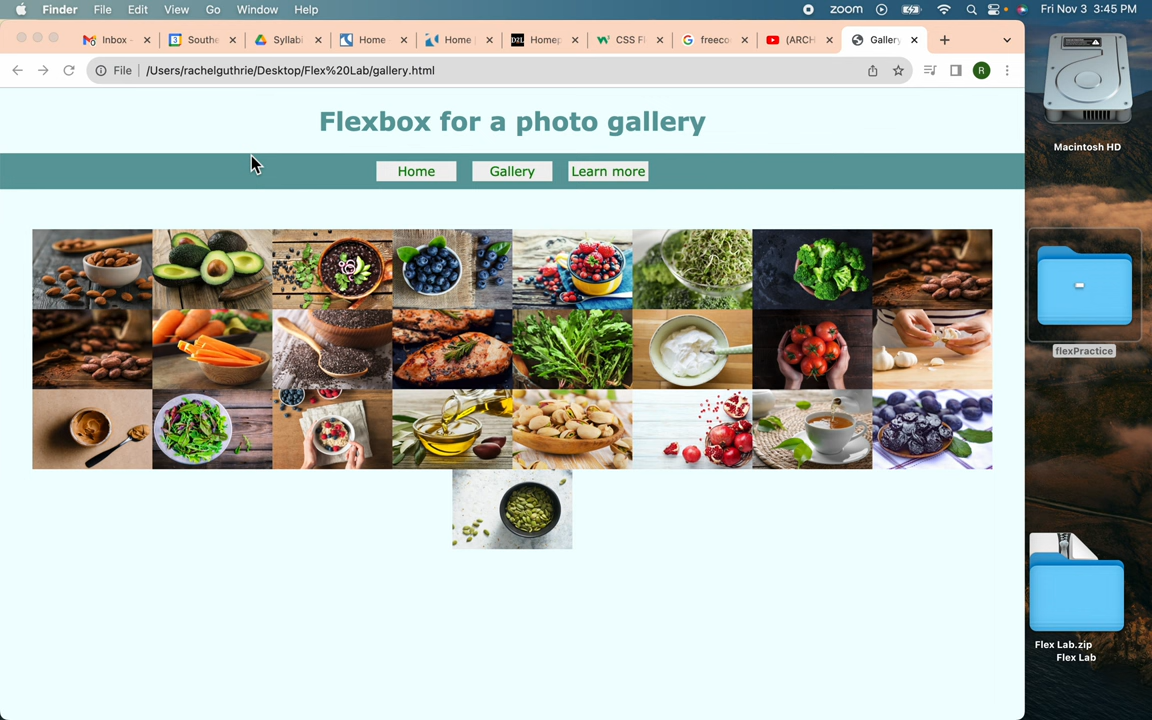 Finder File Edit View Go Window Help zoom Fri Nov 3 3:45 PM
Inbox - Southe Syllabi Home Home Homep CSS Fl freeco (ARCH Gallery
File /Users/rachelguthrie/Desktop/Flex%20Lab/gallery.html R
Flexbox for a photo gallery
Home Gallery Learn more
Macintosh HD
flexPractice
Flex Lab.zip
Flex Lab